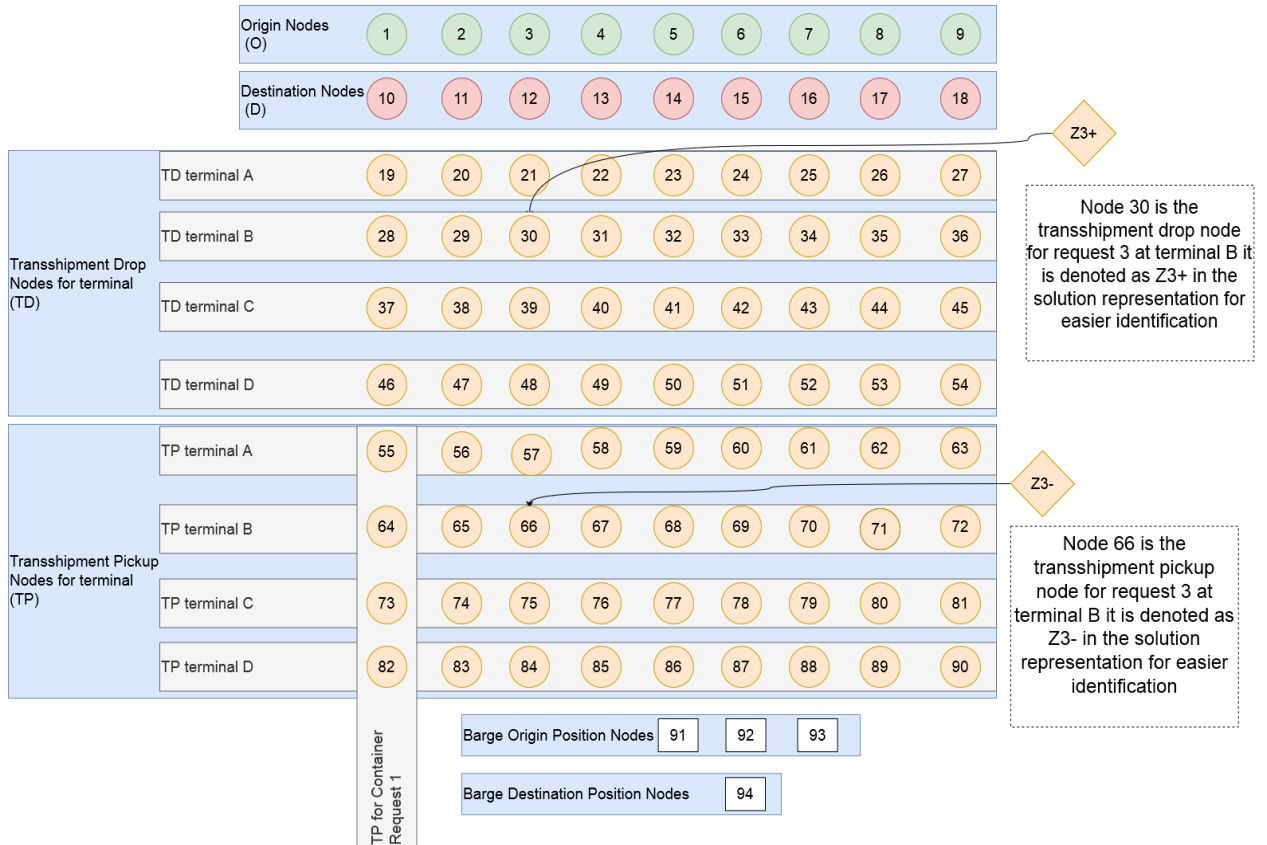 Origin Nodes
(O)
1 2 3 4 5 6 7 8 9
Destination Nodes
(D)
10 11 12 13 14 15 16 17 18
Z3+
TD terminal A 19 20 21 22 23 24 25 26 27
TD terminal B 28 29 30 31 32 33 34 35 36
Transshipment Drop
Nodes for terminal
(TD)
TD terminal C 37 38 39 40 41 42 43 44 45
TD terminal D 46 47 48 49 50 51 52 53 54
Node 30 is the
transshipment drop node
for request 3 at terminal B it
is denoted as Z3+ in the
solution representation for
easier identification
TP terminal A 55 56 57 58 59 60 61 62 63
Z3-
TP terminal B 64 65 66 67 68 69 70 71 72
Transshipment Pickup
Nodes for terminal
(TP)
TP terminal C 73 74 75 76 77 78 79 80 81
TP terminal D 82 83 84 85 86 87 88 89 90
Node 66 is the
transshipment pickup
node for request 3 at
terminal B it is denoted as
Z3- in the solution
representation for easier
identification
TP for Container
Request 1
Barge Origin Position Nodes 91 92 93
Barge Destination Position Nodes 94